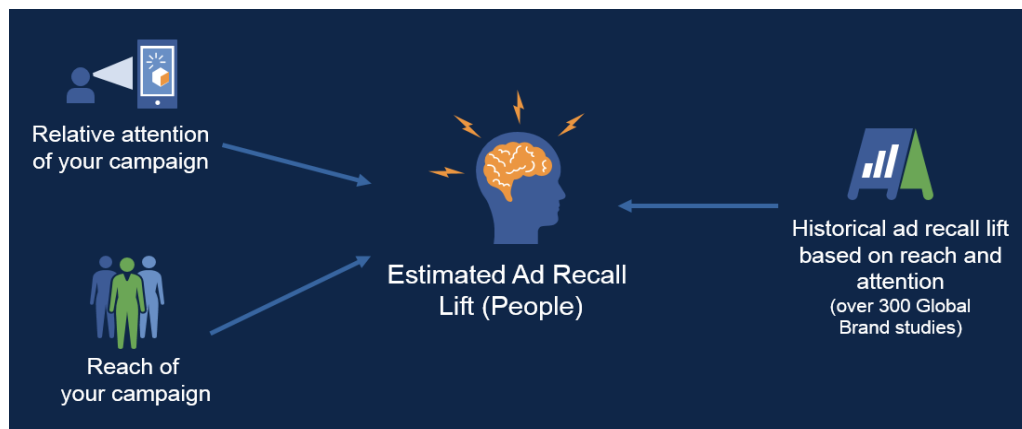 Relative attention
of your campaign
Reach of
your campaign
Estimated Ad Recall
Lift (People)
Historical ad recall lift
based on reach and
attention
(over 300 Global
Brand studies)